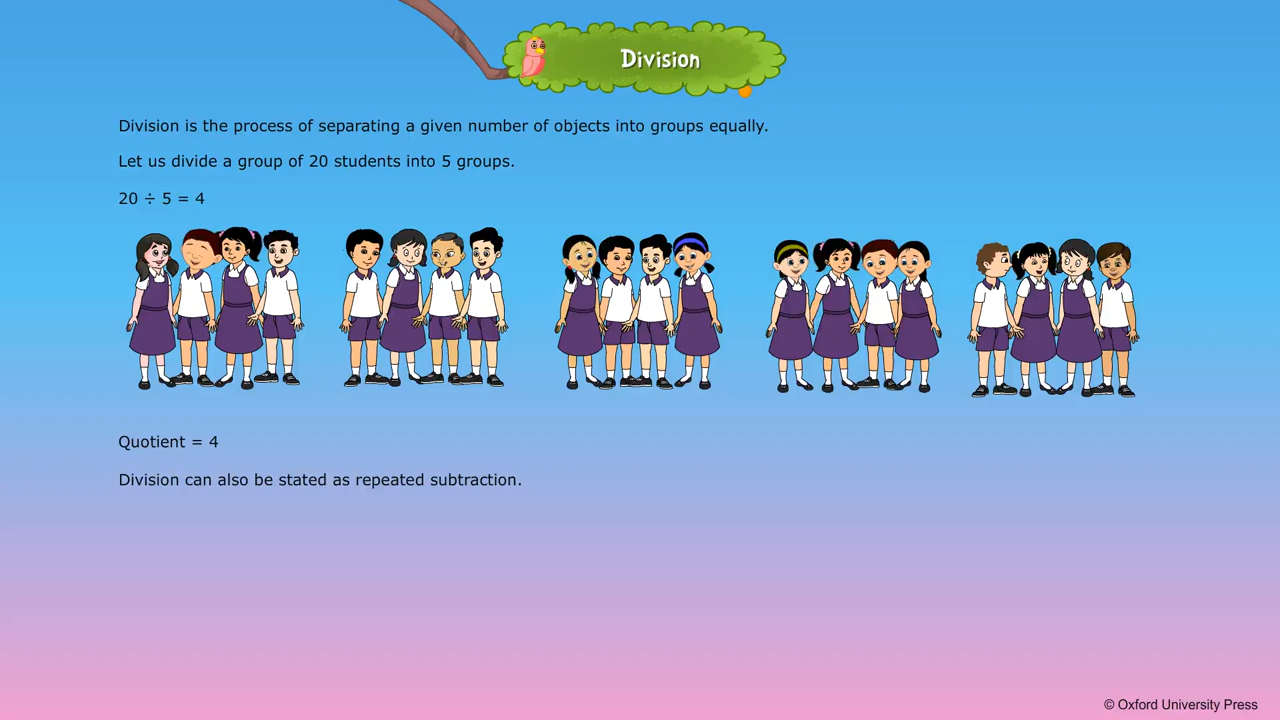 Division
Division is the process of separating a given number of objects into groups equally.
Let us divide a group of 20 students into 5 groups.
20 ÷ 5 = 4
Quotient = 4
Division can also be stated as repeated subtraction.
© Oxford University Press